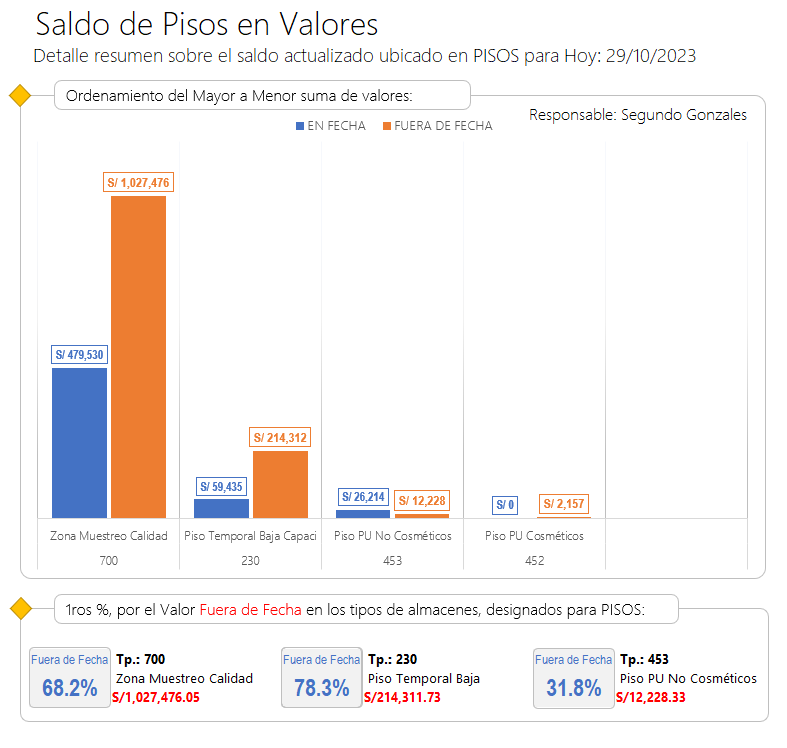 Saldo de Pisos en Valores
Detalle resumen sobre el saldo actualizado ubicado en PISOS para Hoy: 29/10/2023
Ordenamiento del Mayor a Menor suma de valores:
Responsable: Segundo Gonzales
EN FECHA FUERA DE FECHA
S/ 1,027,476
S/ 479,530
S/ 214,312
S/ 59,435
S/ 26,214
S/ 12,228
S/ 0
S/ 2,157
Zona Muestreo Calidad Piso Temporal Baja Capaci Piso PU No Cosméticos Piso PU Cosméticos
700 230 453 452
1ros %, por el Valor Fuera de Fecha en los tipos de almacenes, designados para PISOS:
Fuera de Fecha
68.2%
Tp.: 700
Zona Muestreo Calidad
S/1,027,476.05
Fuera de Fecha
78.3%
Tp.: 230
Piso Temporal Baja
S/214,311.73
Fuera de Fecha
31.8%
Tp.: 453
Piso PU No Cosméticos
S/12,228.33